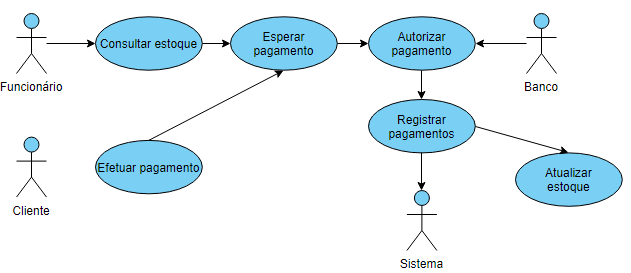 Funcionário
Consultar estoque
Esperar
pagamento
Autorizar
pagamento
Banco
Registrar
pagamentos
Cliente
Efetuar pagamento
Atualizar
estoque
Sistema